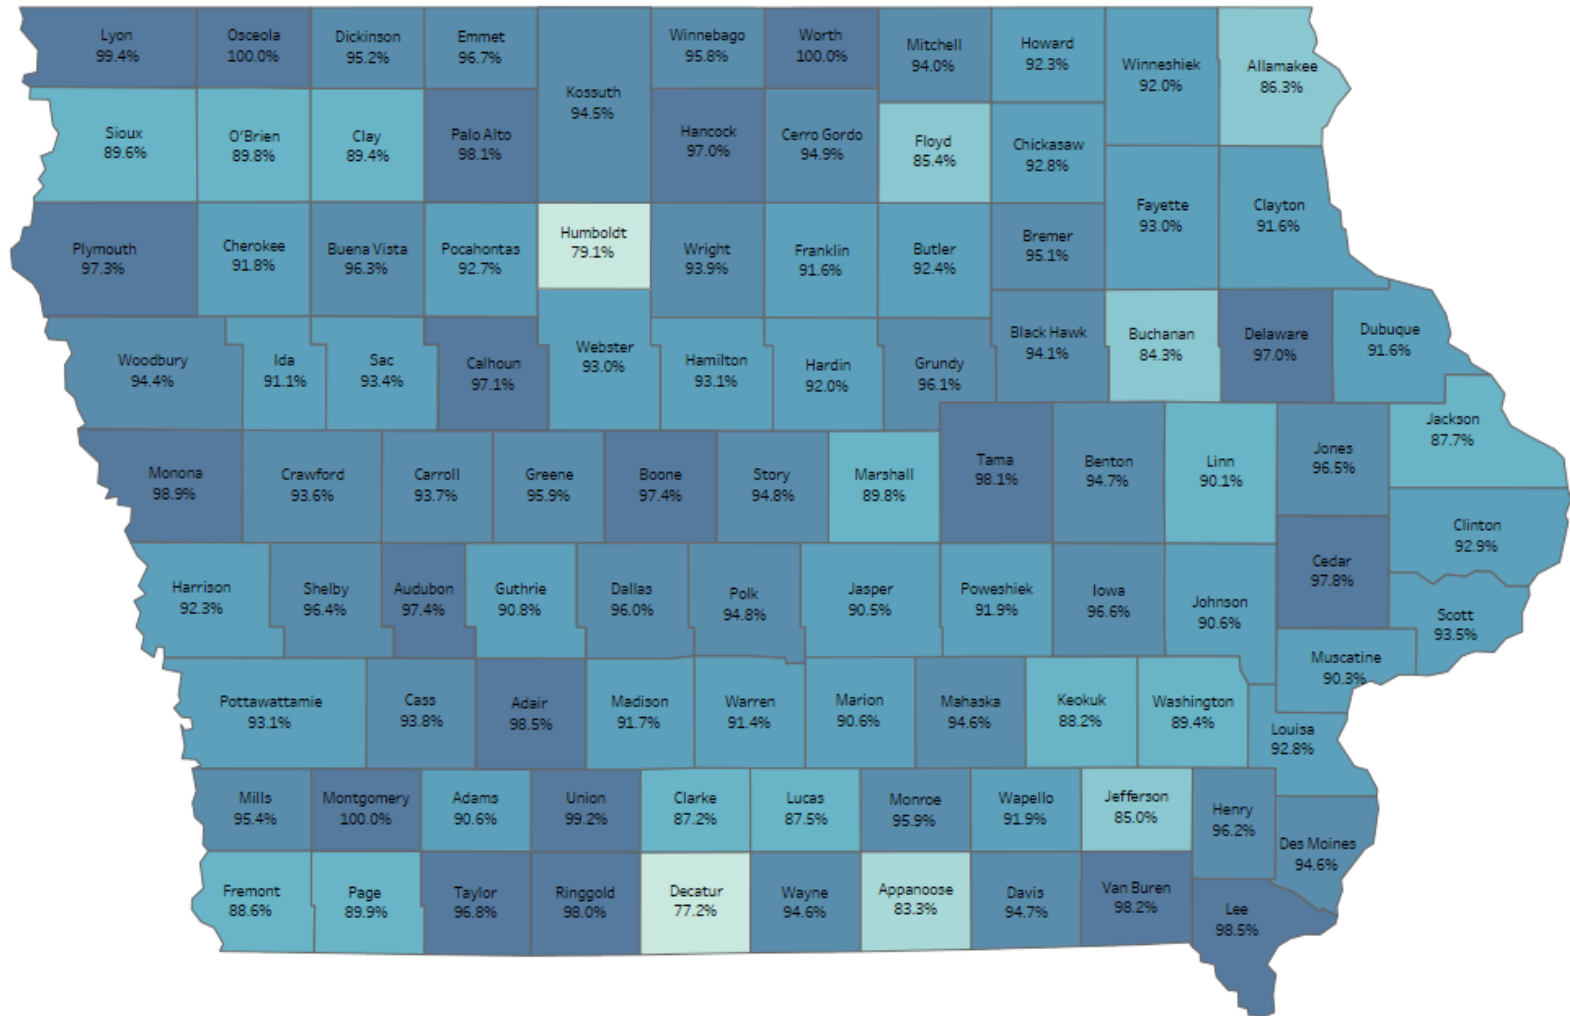 Lyon
99.4%
Osceola
100.0%
Dickinson
95.2%
Emmet
96.7%
Kossuth
94.5%
Winnebago
95.8%
Worth
100.0%
Mitchell
94.0%
Howard
92.3%
Winneshiek
92.0%
Allamakee
86.3%
Sioux
89.6%
O'Brien
89.8%
Clay
89.4%
Palo Alto
98.1%
Hancock
97.0%
Cerro Gordo
94.9%
Floyd
85.4%
Chickasaw
92.8%
Plymouth
97.3%
Cherokee
91.8%
Buena Vista
96.3%
Pocahontas
92.7%
Humboldt
79.1%
Wright
93.9%
Franklin
91.6%
Butler
92.4%
Bremer
95.1%
Fayette
93.0%
Clayton
91.6%
Woodbury
94.4%
Ida
91.1%
Sac
93.4%
Calhoun
97.1%
Webster
93.0%
Hamilton
93.1%
Hardin
92.0%
Grundy
96.1%
Black Hawk
94.1%
Buchanan
84.3%
Delaware
97.0%
Dubuque
91.6%
Monona
98.9%
Crawford
93.6%
Carroll
93.7%
Greene
95.9%
Boone
97.4%
Story
94.8%
Marshall
89.8%
Tama
98.1%
Benton
94.7%
Linn
90.1%
Jones
96.5%
Jackson
87.7%
Clinton
92.9%
Harrison
92.3%
Shelby
96.4%
Audubon
97.4%
Guthrie
90.8%
Dallas
96.0%
Polk
94.8%
Jasper
90.5%
Poweshiek
91.9%
Iowa
96.6%
Johnson
90.6%
Cedar
97.8%
Scott
93.5%
Muscatine
90.3%
Pottawattamie
93.1%
Cass
93.8%
Adair
98.5%
Madison
91.7%
Warren
91.4%
Marion
90.6%
Mahaska
94.6%
Keokuk
88.2%
Washington
89.4%
Louisa
92.8%
Mills
95.4%
Montgomery
100.0%
Adams
90.6%
Union
99.2%
Clarke
87.2%
Lucas
87.5%
Monroe
95.9%
Wapello
91.9%
Jefferson
85.0%
Henry
96.2%
Des Moines
94.6%
Fremont
88.6%
Page
89.9%
Taylor
96.8%
Ringgold
98.0%
Decatur
77.2%
Wayne
94.6%
Appanoose
83.3%
Davis
94.7%
Van Buren
98.2%
Lee
98.5%